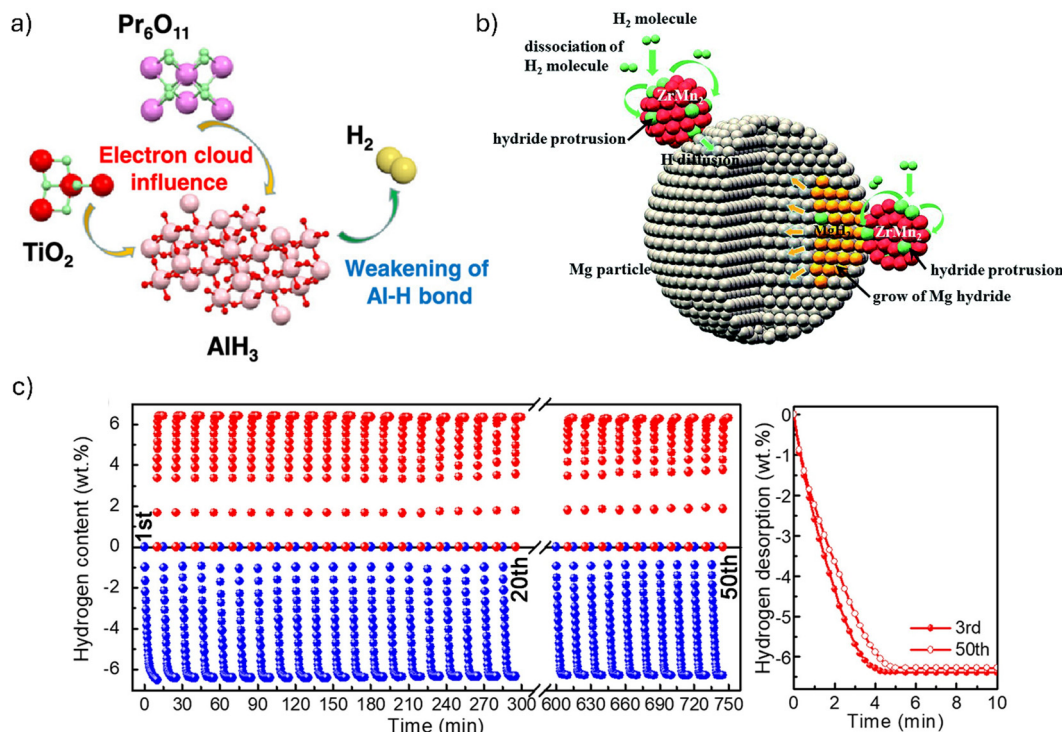 a)
Pr6O11
Electron cloud
influence
TiO2
H2
Weakening of
Al-H bond
AlH3
b)
H2 molecule
dissociation of
H2 molecule
ZrMn2
hydride protrusion
H diffusion
MgH2
ZrMn2
Mg particle
hydride protrusion
grow of Mg hydride
c)
Hydrogen content (wt.%)
6
4
2
0
-2
-4
-6
1st
20th
50th
0 30 60 90 120 150 180 210 240 270 300 600 630 660 690 720 750
Time (min)
Hydrogen desorption (wt.%)
0
-1
-2
-3
-4
-5
-6
3rd
50th
0 2 4 6 8 10
Time (min)